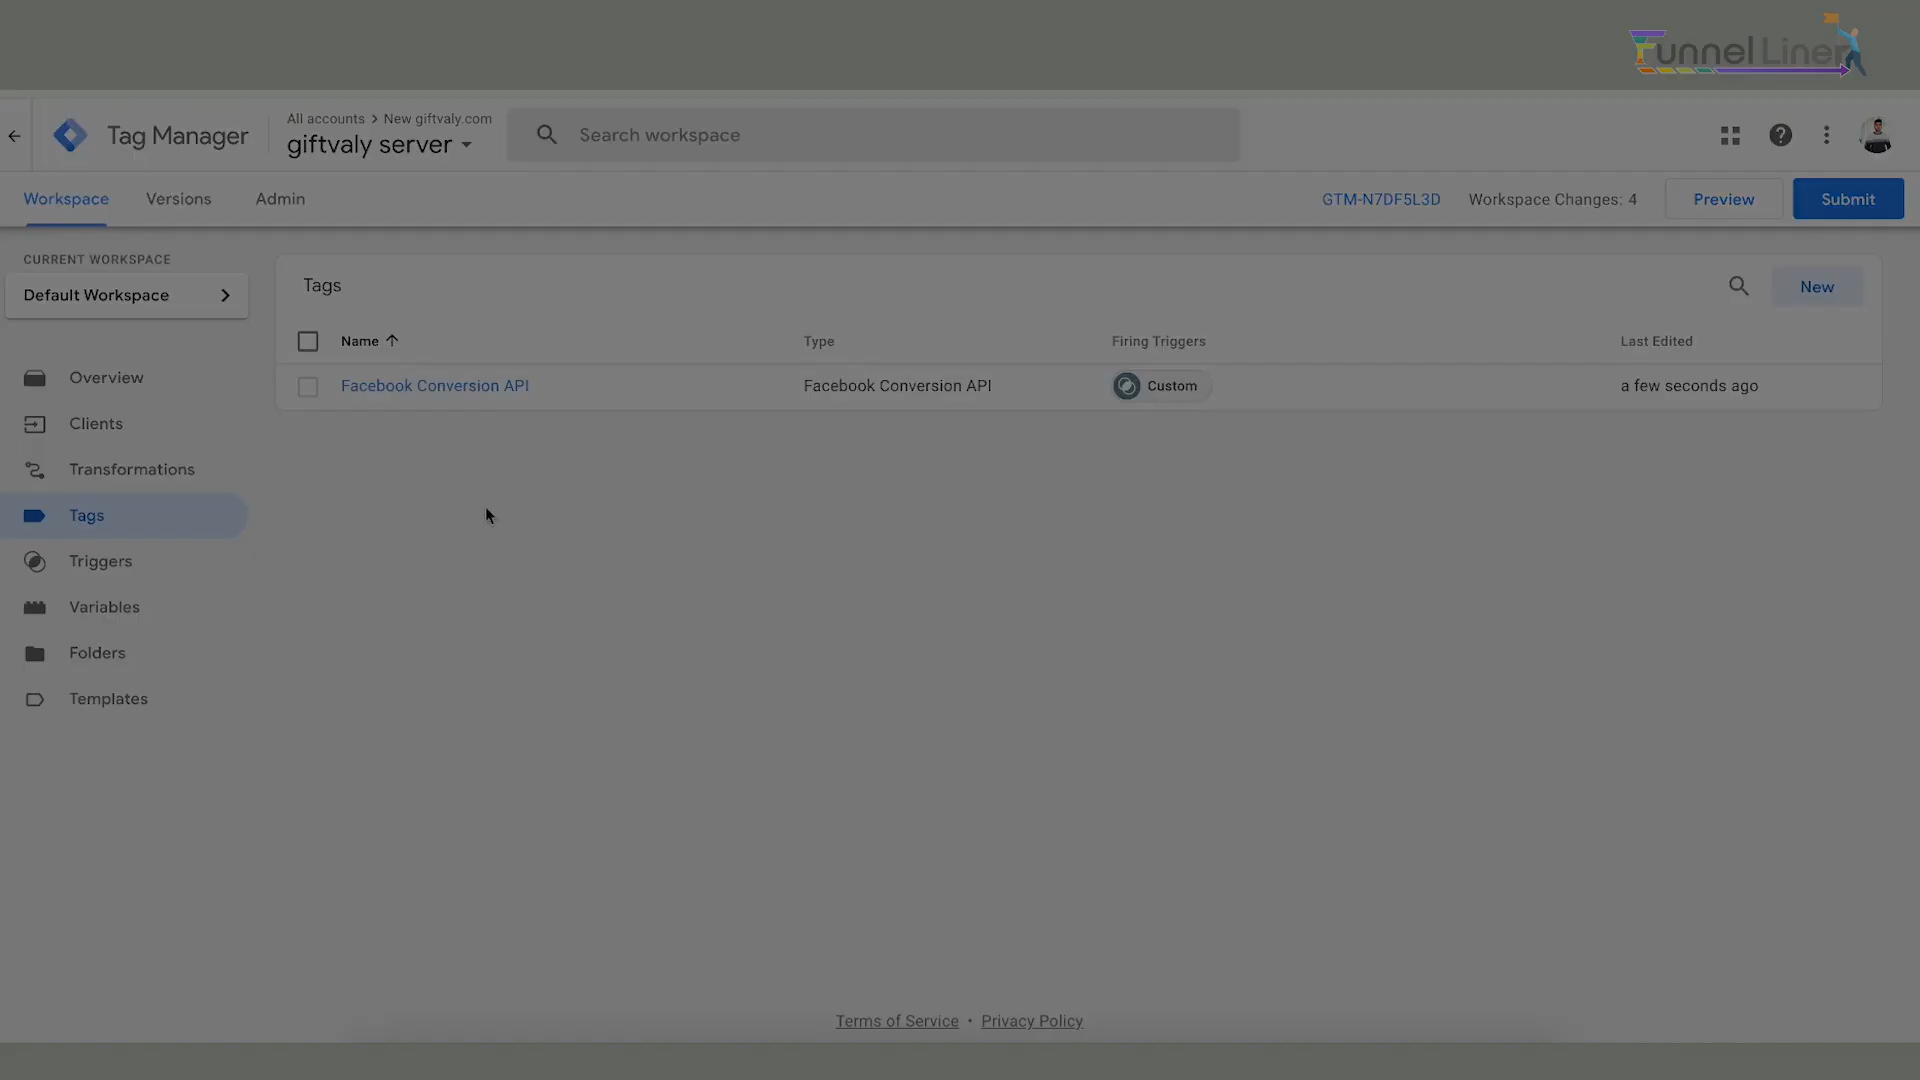 Funnel Liner
Tag Manager
All accounts > New giftvaly.com
giftvaly server
Search workspace
Workspace
Versions
Admin
GTM-N7DF5L3D
Workspace Changes: 4
Preview
Submit
CURRENT WORKSPACE
Default Workspace
Overview
Clients
Transformations
Tags
Triggers
Variables
Folders
Templates
Tags
New
Name Type Firing Triggers Last Edited
Facebook Conversion API Facebook Conversion API Custom a few seconds ago
Terms of Service • Privacy Policy